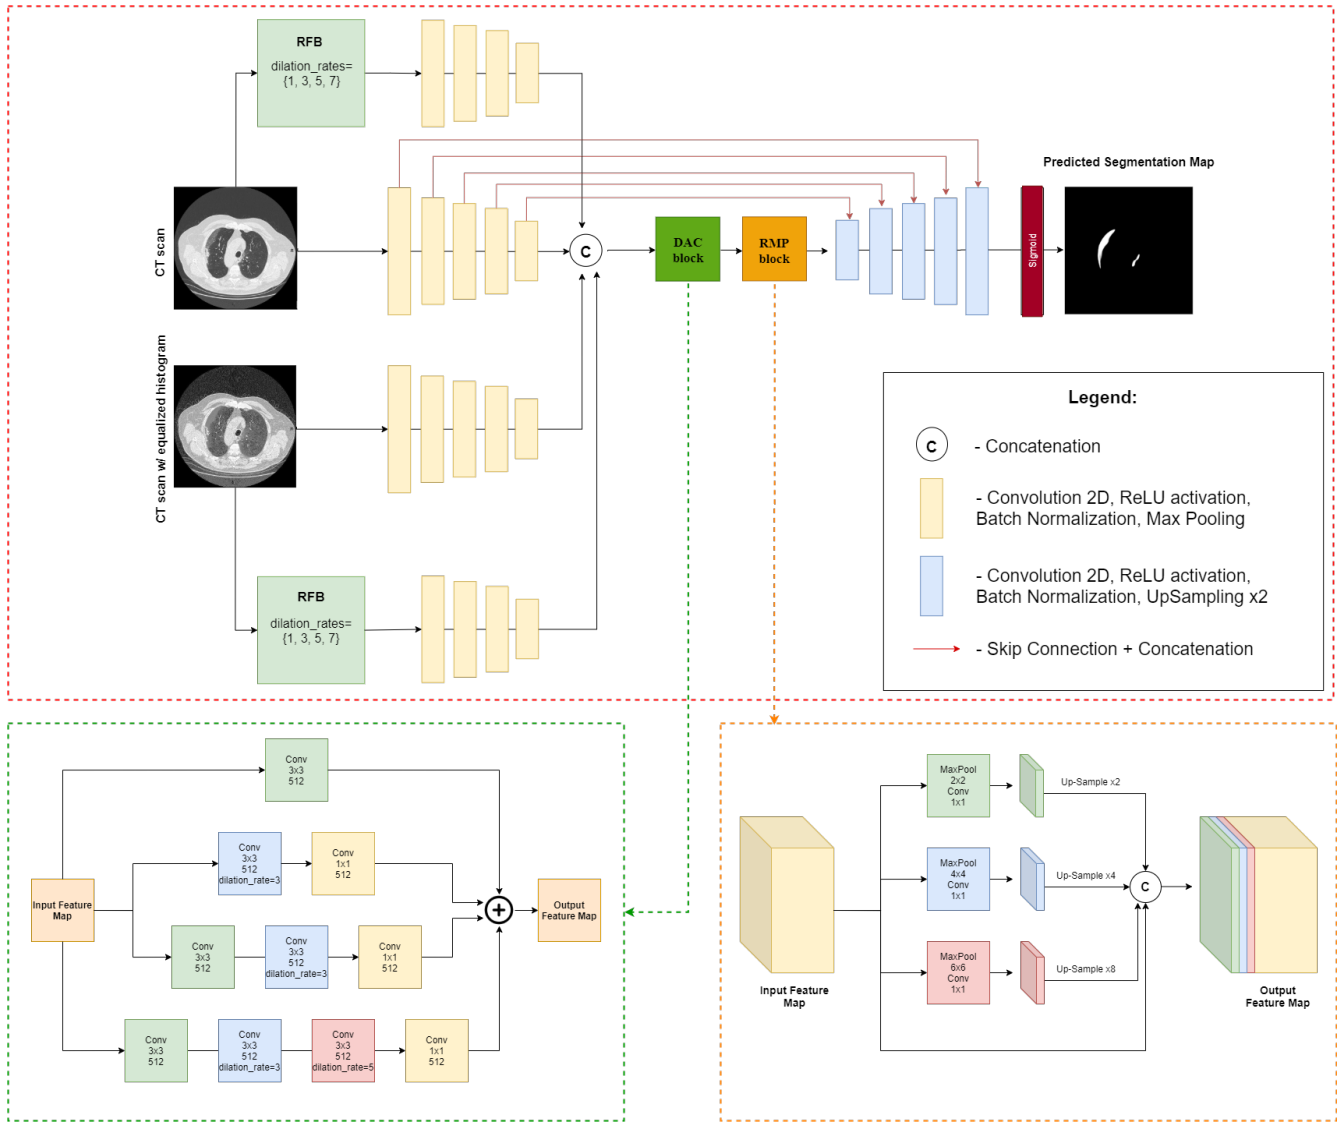 RFB
dilation_rates=
{1, 3, 5, 7}
CT scan
C
DAC
block
RMP
block
Sigmoid
Predicted Segmentation Map
CT scan w/ equalized histogram
RFB
dilation_rates=
{1, 3, 5, 7}
Legend:
C
- Concatenation
- Convolution 2D, ReLU activation,
Batch Normalization, Max Pooling
- Convolution 2D, ReLU activation,
Batch Normalization, UpSampling x2
- Skip Connection + Concatenation
Input Feature
Map
Conv
3x3
512
Conv
3x3
512
dilation_rate=3
Conv
1x1
512
Conv
3x3
512
Conv
3x3
512
dilation_rate=3
Conv
1x1
512
Conv
3x3
512
Conv
3x3
512
dilation_rate=3
Conv
3x3
512
dilation_rate=5
Conv
1x1
512
+
Output
Feature Map
Input Feature
Map
MaxPool
2x2
Conv
1x1
Up-Sample x2
MaxPool
4x4
Conv
1x1
Up-Sample x4
MaxPool
6x6
Conv
1x1
Up-Sample x8
C
Output
Feature Map